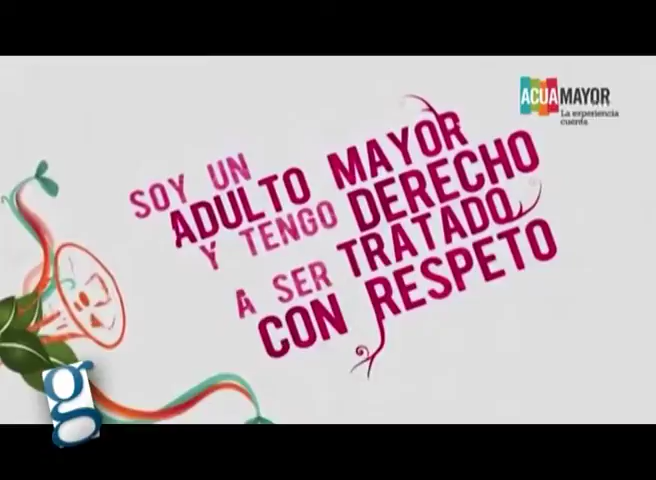 ACUAMAYOR
La experiencia
cuenta
SOY UN
ADULTO MAYOR
Y TENGO DERECHO
A SER TRATADO
CON RESPETO
g